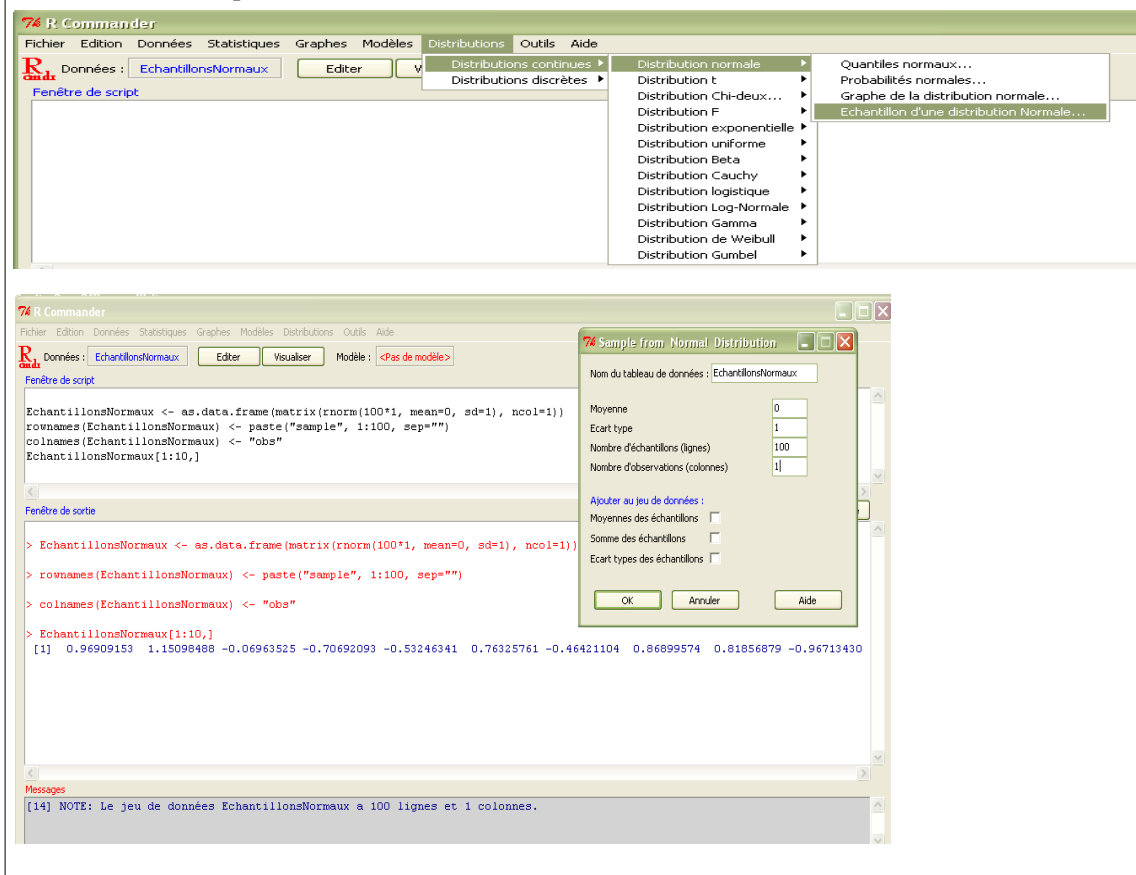 R Commander
Fichier Edition Données Statistiques Graphes Modèles Distributions Outils Aide
Rcmdr Données : EchantillonsNormaux Editer V
Distributions continues
Distributions discrètes
Distribution normale
Distribution t
Distribution Chi-deux...
Distribution F
Distribution exponentielle
Distribution uniforme
Distribution Beta
Distribution Cauchy
Distribution logistique
Distribution Log-Normale
Distribution Gamma
Distribution de Weibull
Distribution Gumbel
Quantiles normaux...
Probabilités normales...
Graphe de la distribution normale...
Echantillon d'une distribution Normale...
Fenêtre de script
R Commander
Fichier Edition Données Statistiques Graphes Modèles Distributions Outils Aide
Rcmdr Données : EchantillonsNormaux Editer Visualiser Modèle : <Pas de modèle>
Fenêtre de script
EchantillonsNormaux <- as.data.frame(matrix(rnorm(100*1, mean=0, sd=1), ncol=1))
rownames(EchantillonsNormaux) <- paste("sample", 1:100, sep="")
colnames(EchantillonsNormaux) <- "obs"
EchantillonsNormaux[1:10,]
Fenêtre de sortie
> EchantillonsNormaux <- as.data.frame(matrix(rnorm(100*1, mean=0, sd=1), ncol=1))
> rownames(EchantillonsNormaux) <- paste("sample", 1:100, sep="")
> colnames(EchantillonsNormaux) <- "obs"
> EchantillonsNormaux[1:10,]
[1] 0.96909153 1.15098488 -0.06963525 -0.70692093 -0.53246341 0.76325761 -0.46421104 0.86899574 0.81856879 -0.96713430
Messages
[14] NOTE: Le jeu de données EchantillonsNormaux a 100 lignes et 1 colonnes.
Sample from Normal Distribution
Nom du tableau de données : EchantillonsNormaux
Moyenne 0
Ecart type 1
Nombre d'échantillons (lignes) 100
Nombre d'observations (colonnes) 1
Ajouter au jeu de données :
Moyennes des échantillons
Somme des échantillons
Ecart types des échantillons
OK Annuler Aide